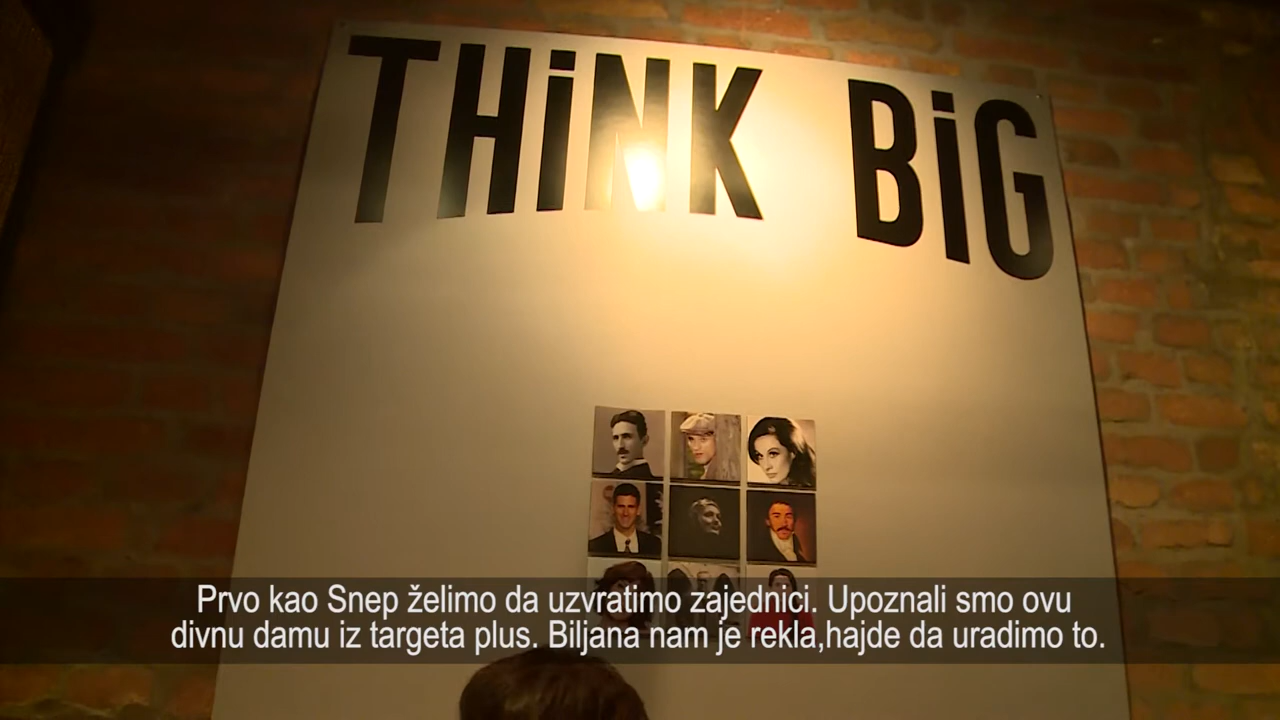 THiNK BiG
Prvo kao Snep želimo da uzvratimo zajednici. Upoznali smo ovu
divnu damu iz targeta plus. Biljana nam je rekla,hajde da uradimo to.